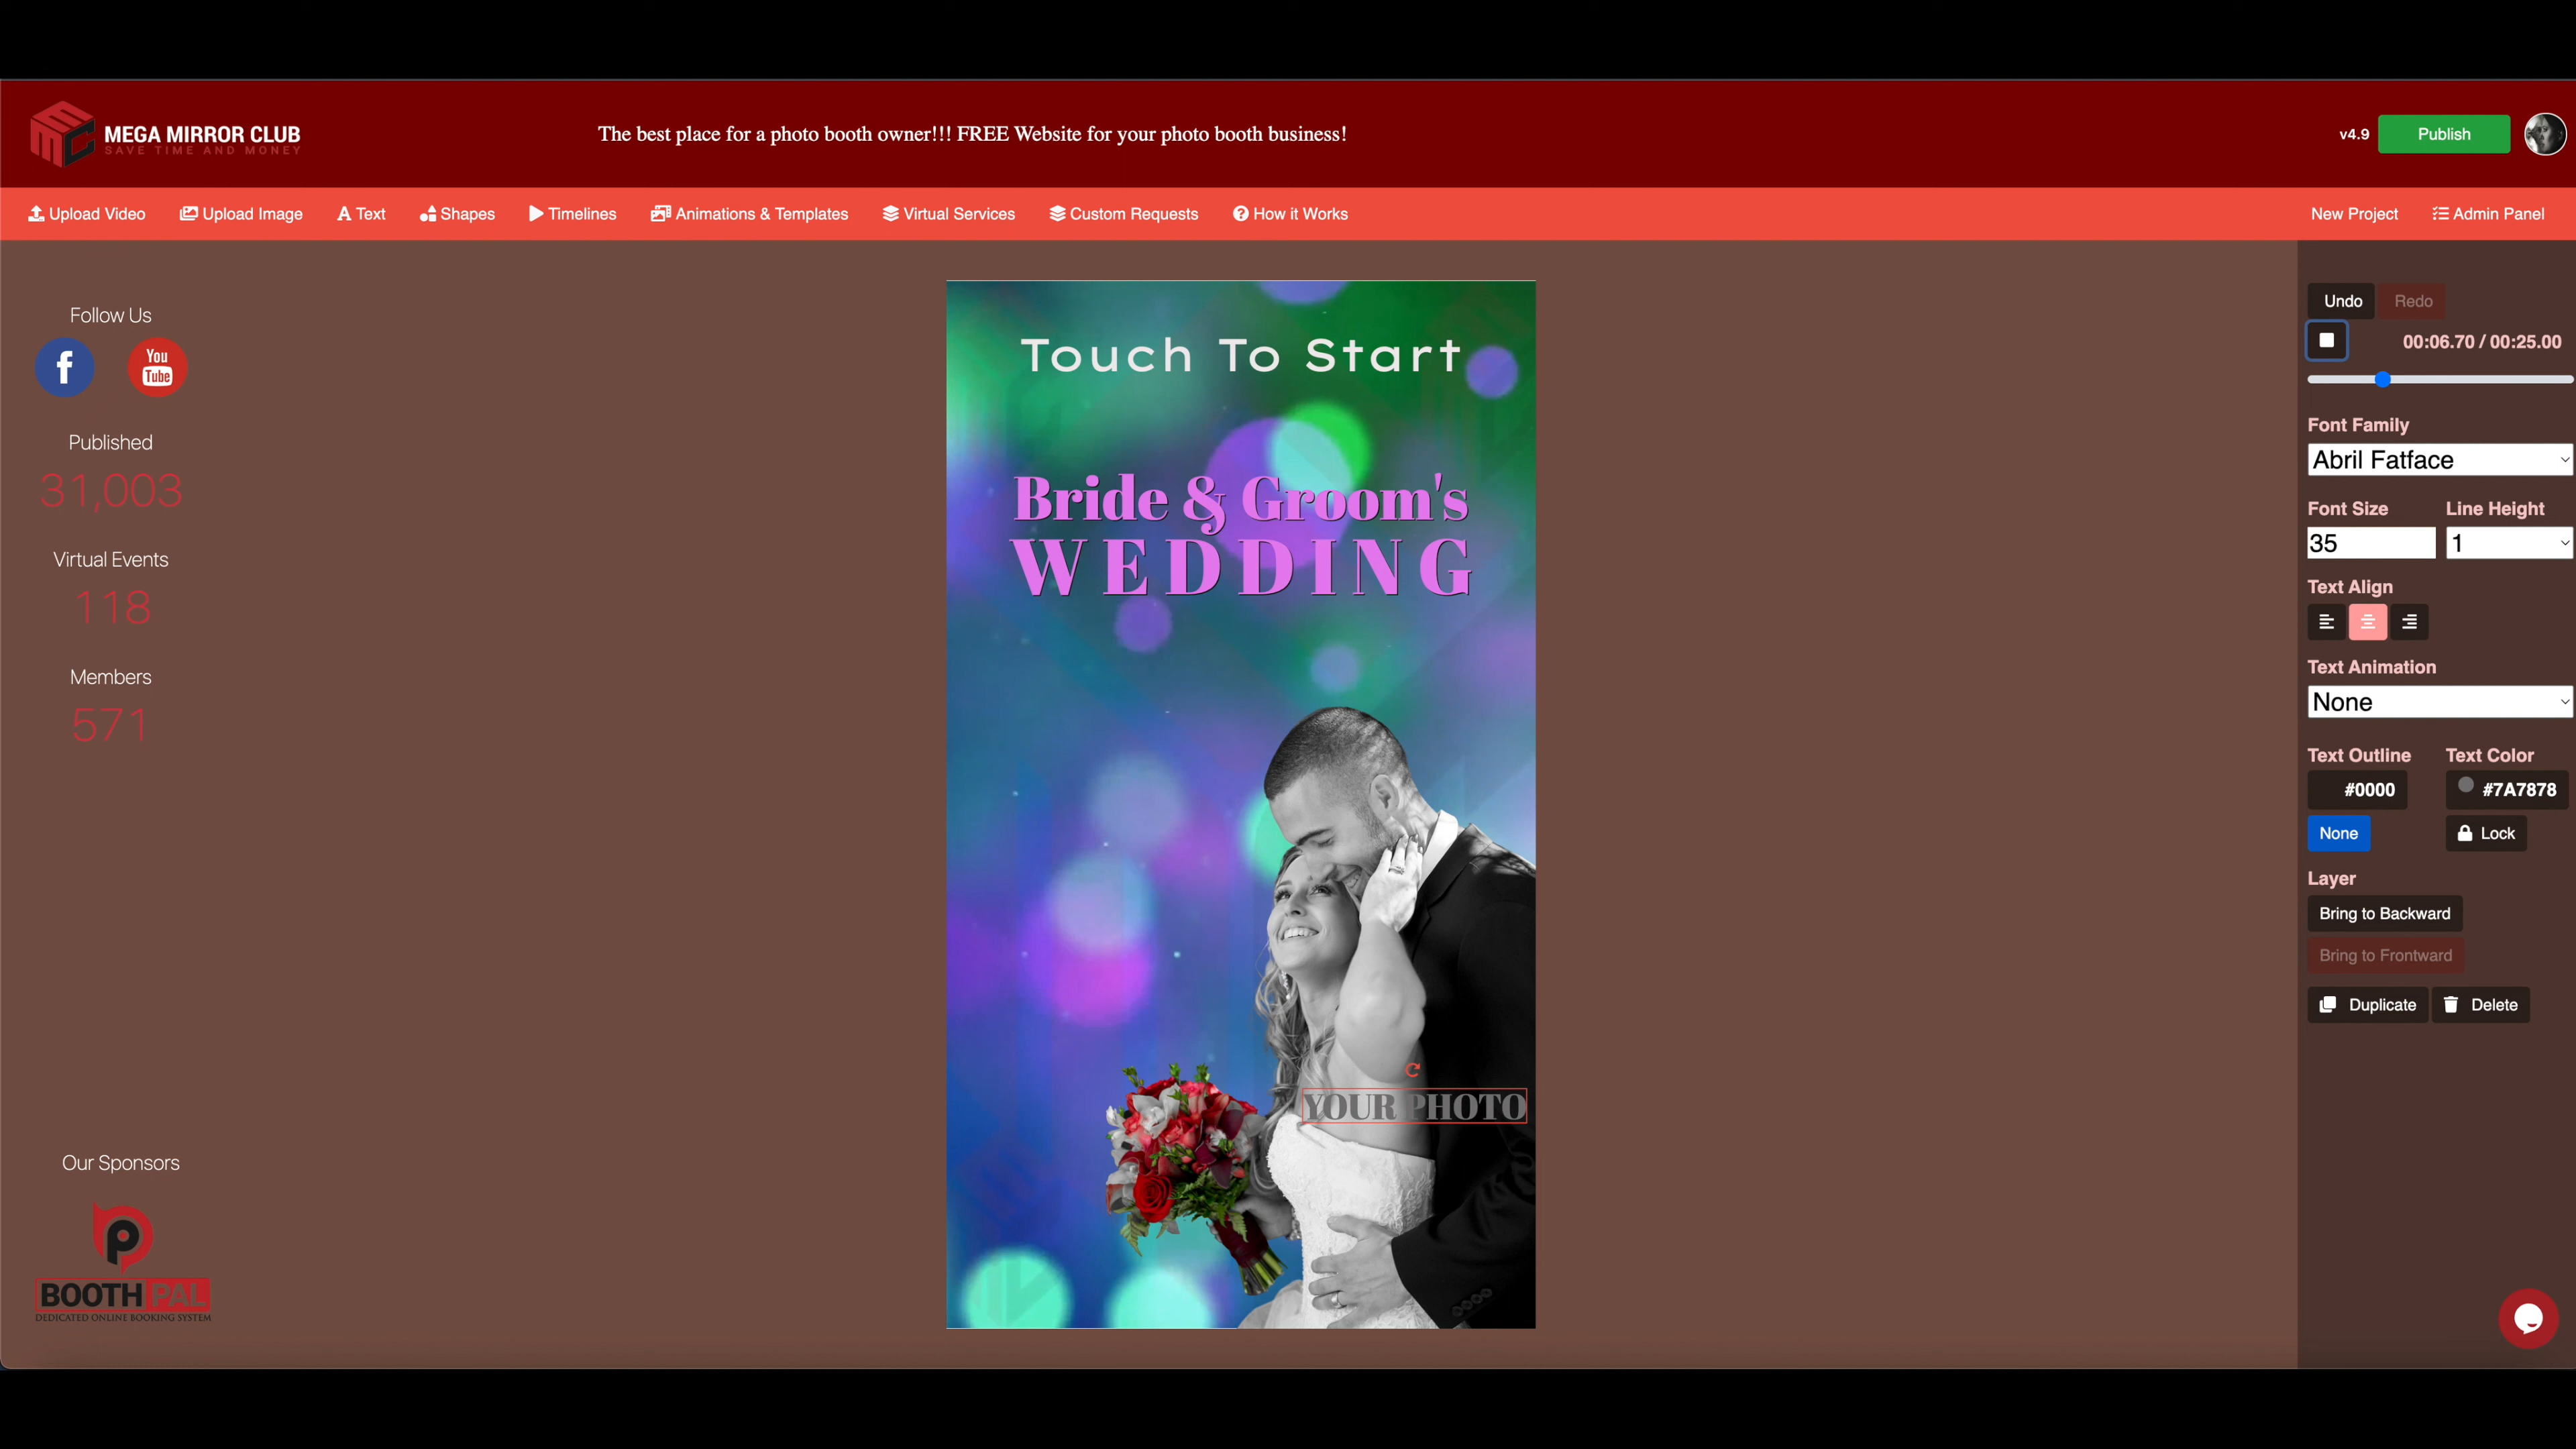 MEGA MIRROR CLUB
SAVE TIME AND MONEY
The best place for a photo booth owner!!! FREE Website for your photo booth business!
v4.9
Publish
Upload Video
Upload Image
A Text
Shapes
Timelines
Animations & Templates
Virtual Services
Custom Requests
How it Works
New Project
Admin Panel
Follow Us
f
You
Tube
Published
31,003
Virtual Events
118
Members
571
Our Sponsors
BOOTH PAL
DEDICATED ONLINE BOOKING SYSTEM
Touch To Start
Bride & Groom's
WEDDING
YOUR PHOTO
Undo
Redo
00:06.70 / 00:25.00
Font Family
Abril Fatface
Font Size
Line Height
35
1
Text Align
Text Animation
None
Text Outline
Text Color
#0000
#7A7878
None
Lock
Layer
Bring to Backward
Bring to Frontward
Duplicate
Delete